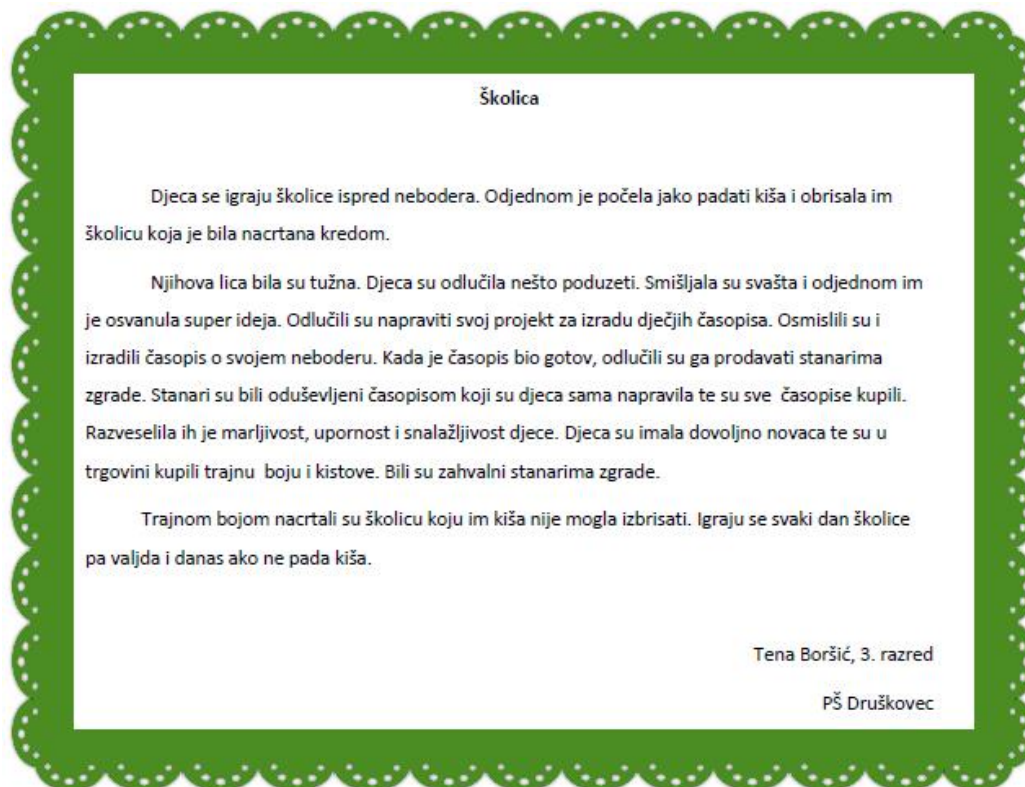 Školica
Djeca se igraju školice ispred nebodera. Odjednom je počela jako padati kiša i obrisala im
školicu koja je bila nacrtana kredom.
Njihova lica bila su tužna. Djeca su odlučila nešto poduzeti. Smišljala su svašta i odjednom im
je osvanula super ideja. Odlučili su napraviti svoj projekt za izradu dječjih časopisa. Osmislili su i
izradili časopis o svojem neboderu. Kada je časopis bio gotov, odlučili su ga prodavati stanarima
zgrade. Stanari su bili oduševljeni časopisom koji su djeca sama napravila te su sve časopise kupili.
Razveselila ih je marljivost, upornost i snalažljivost djece. Djeca su imala dovoljno novaca te su u
trgovini kupili trajnu boju i kistove. Bili su zahvalni stanarima zgrade.
Trajnom bojom nacrtali su školicu koju im kiša nije mogla izbrisati. Igraju se svaki dan školice
pa valjda i danas ako ne pada kiša.
Tena Boršić, 3. razred
PŠ Druškovec